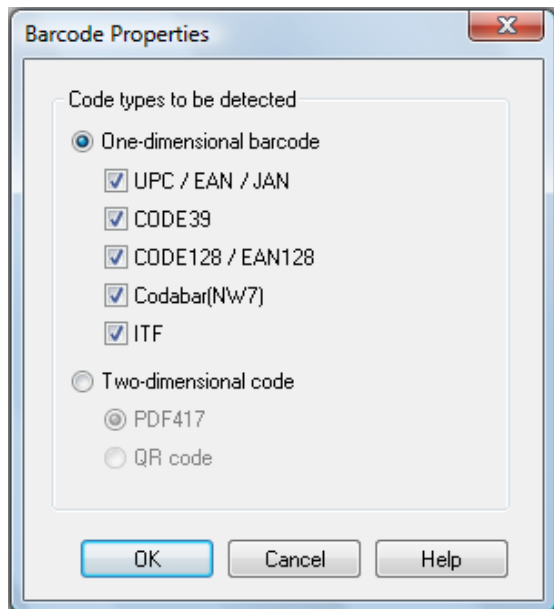 Barcode Properties
Code types to be detected
One-dimensional barcode
UPC / EAN / JAN
CODE39
CODE128 / EAN128
Codabar(NW7)
ITF
Two-dimensional code
PDF417
QR code
OK Cancel Help